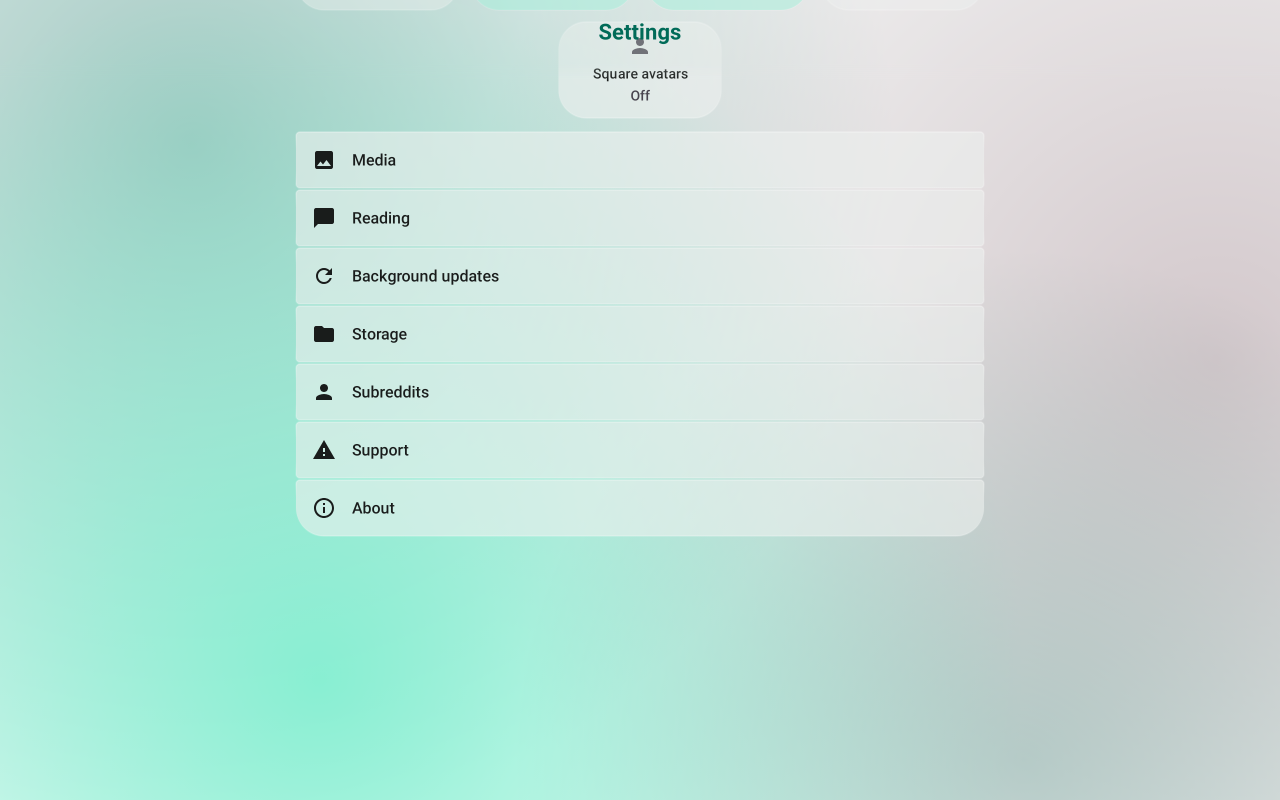 Settings
Square avatars
Off
Media
Reading
Background updates
Storage
Subreddits
Support
About